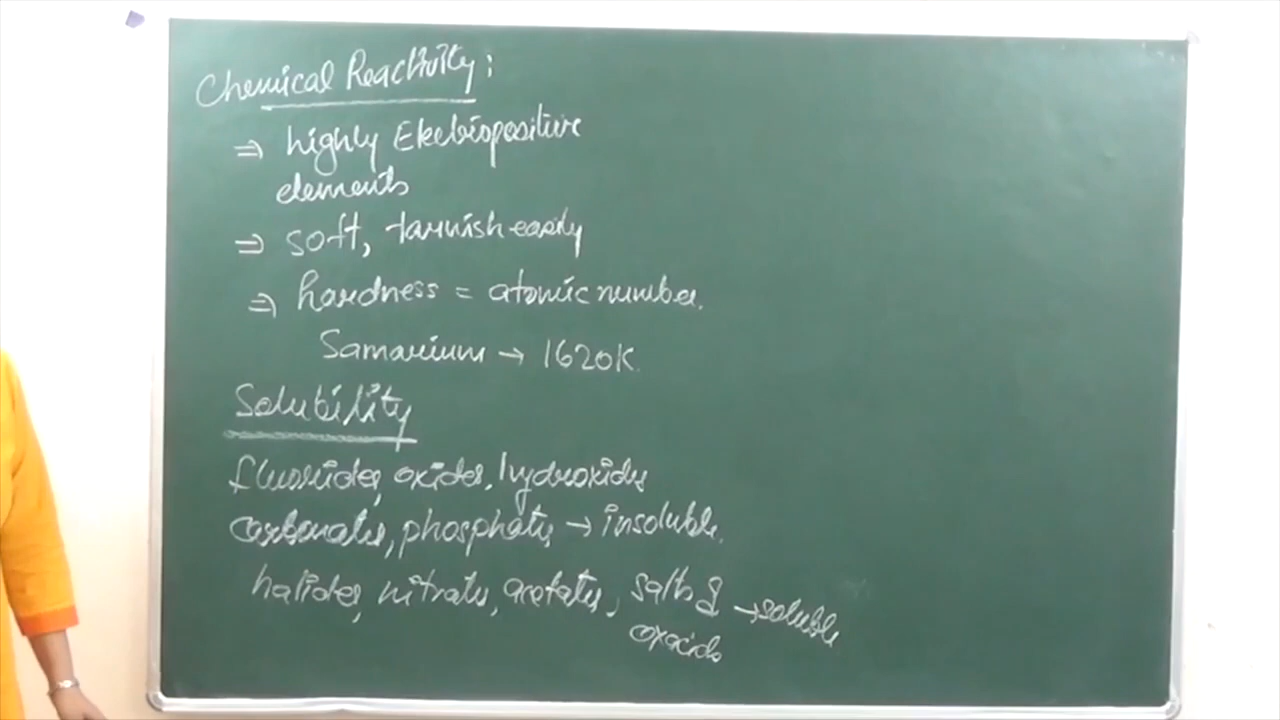 Chemical Reactivity:
⇒ highly Electropositive
elements
⇒ soft, tarnish easily
⇒ hardness = atomic number.
Samarium → 1620K.
Solubility
fluorides, oxides, hydroxides
carbonates, phosphates → insoluble.
halides, nitrates, acetates, salts of → soluble
oxacids